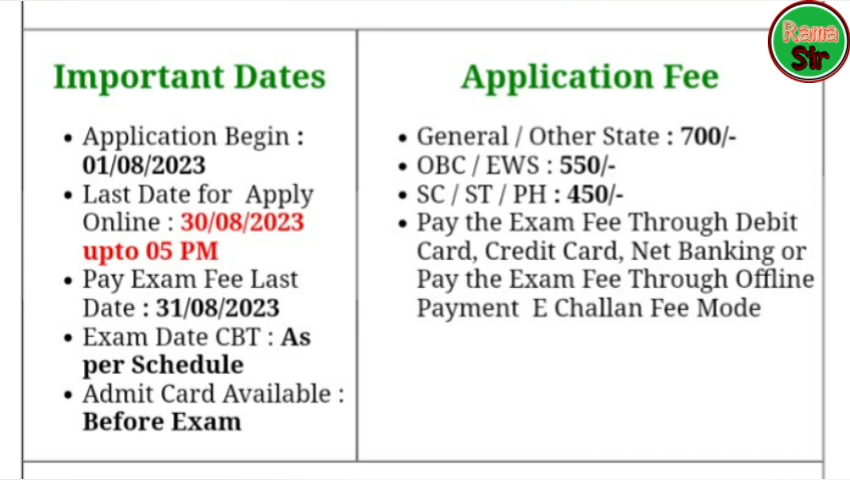 Rama
Sir
Important Dates
Application Begin :
01/08/2023
Last Date for Apply
Online : 30/08/2023
upto 05 PM
Pay Exam Fee Last
Date : 31/08/2023
Exam Date CBT : As
per Schedule
Admit Card Available :
Before Exam
Application Fee
General / Other State : 700/-
OBC / EWS : 550/-
SC / ST / PH : 450/-
Pay the Exam Fee Through Debit
Card, Credit Card, Net Banking or
Pay the Exam Fee Through Offline
Payment E Challan Fee Mode